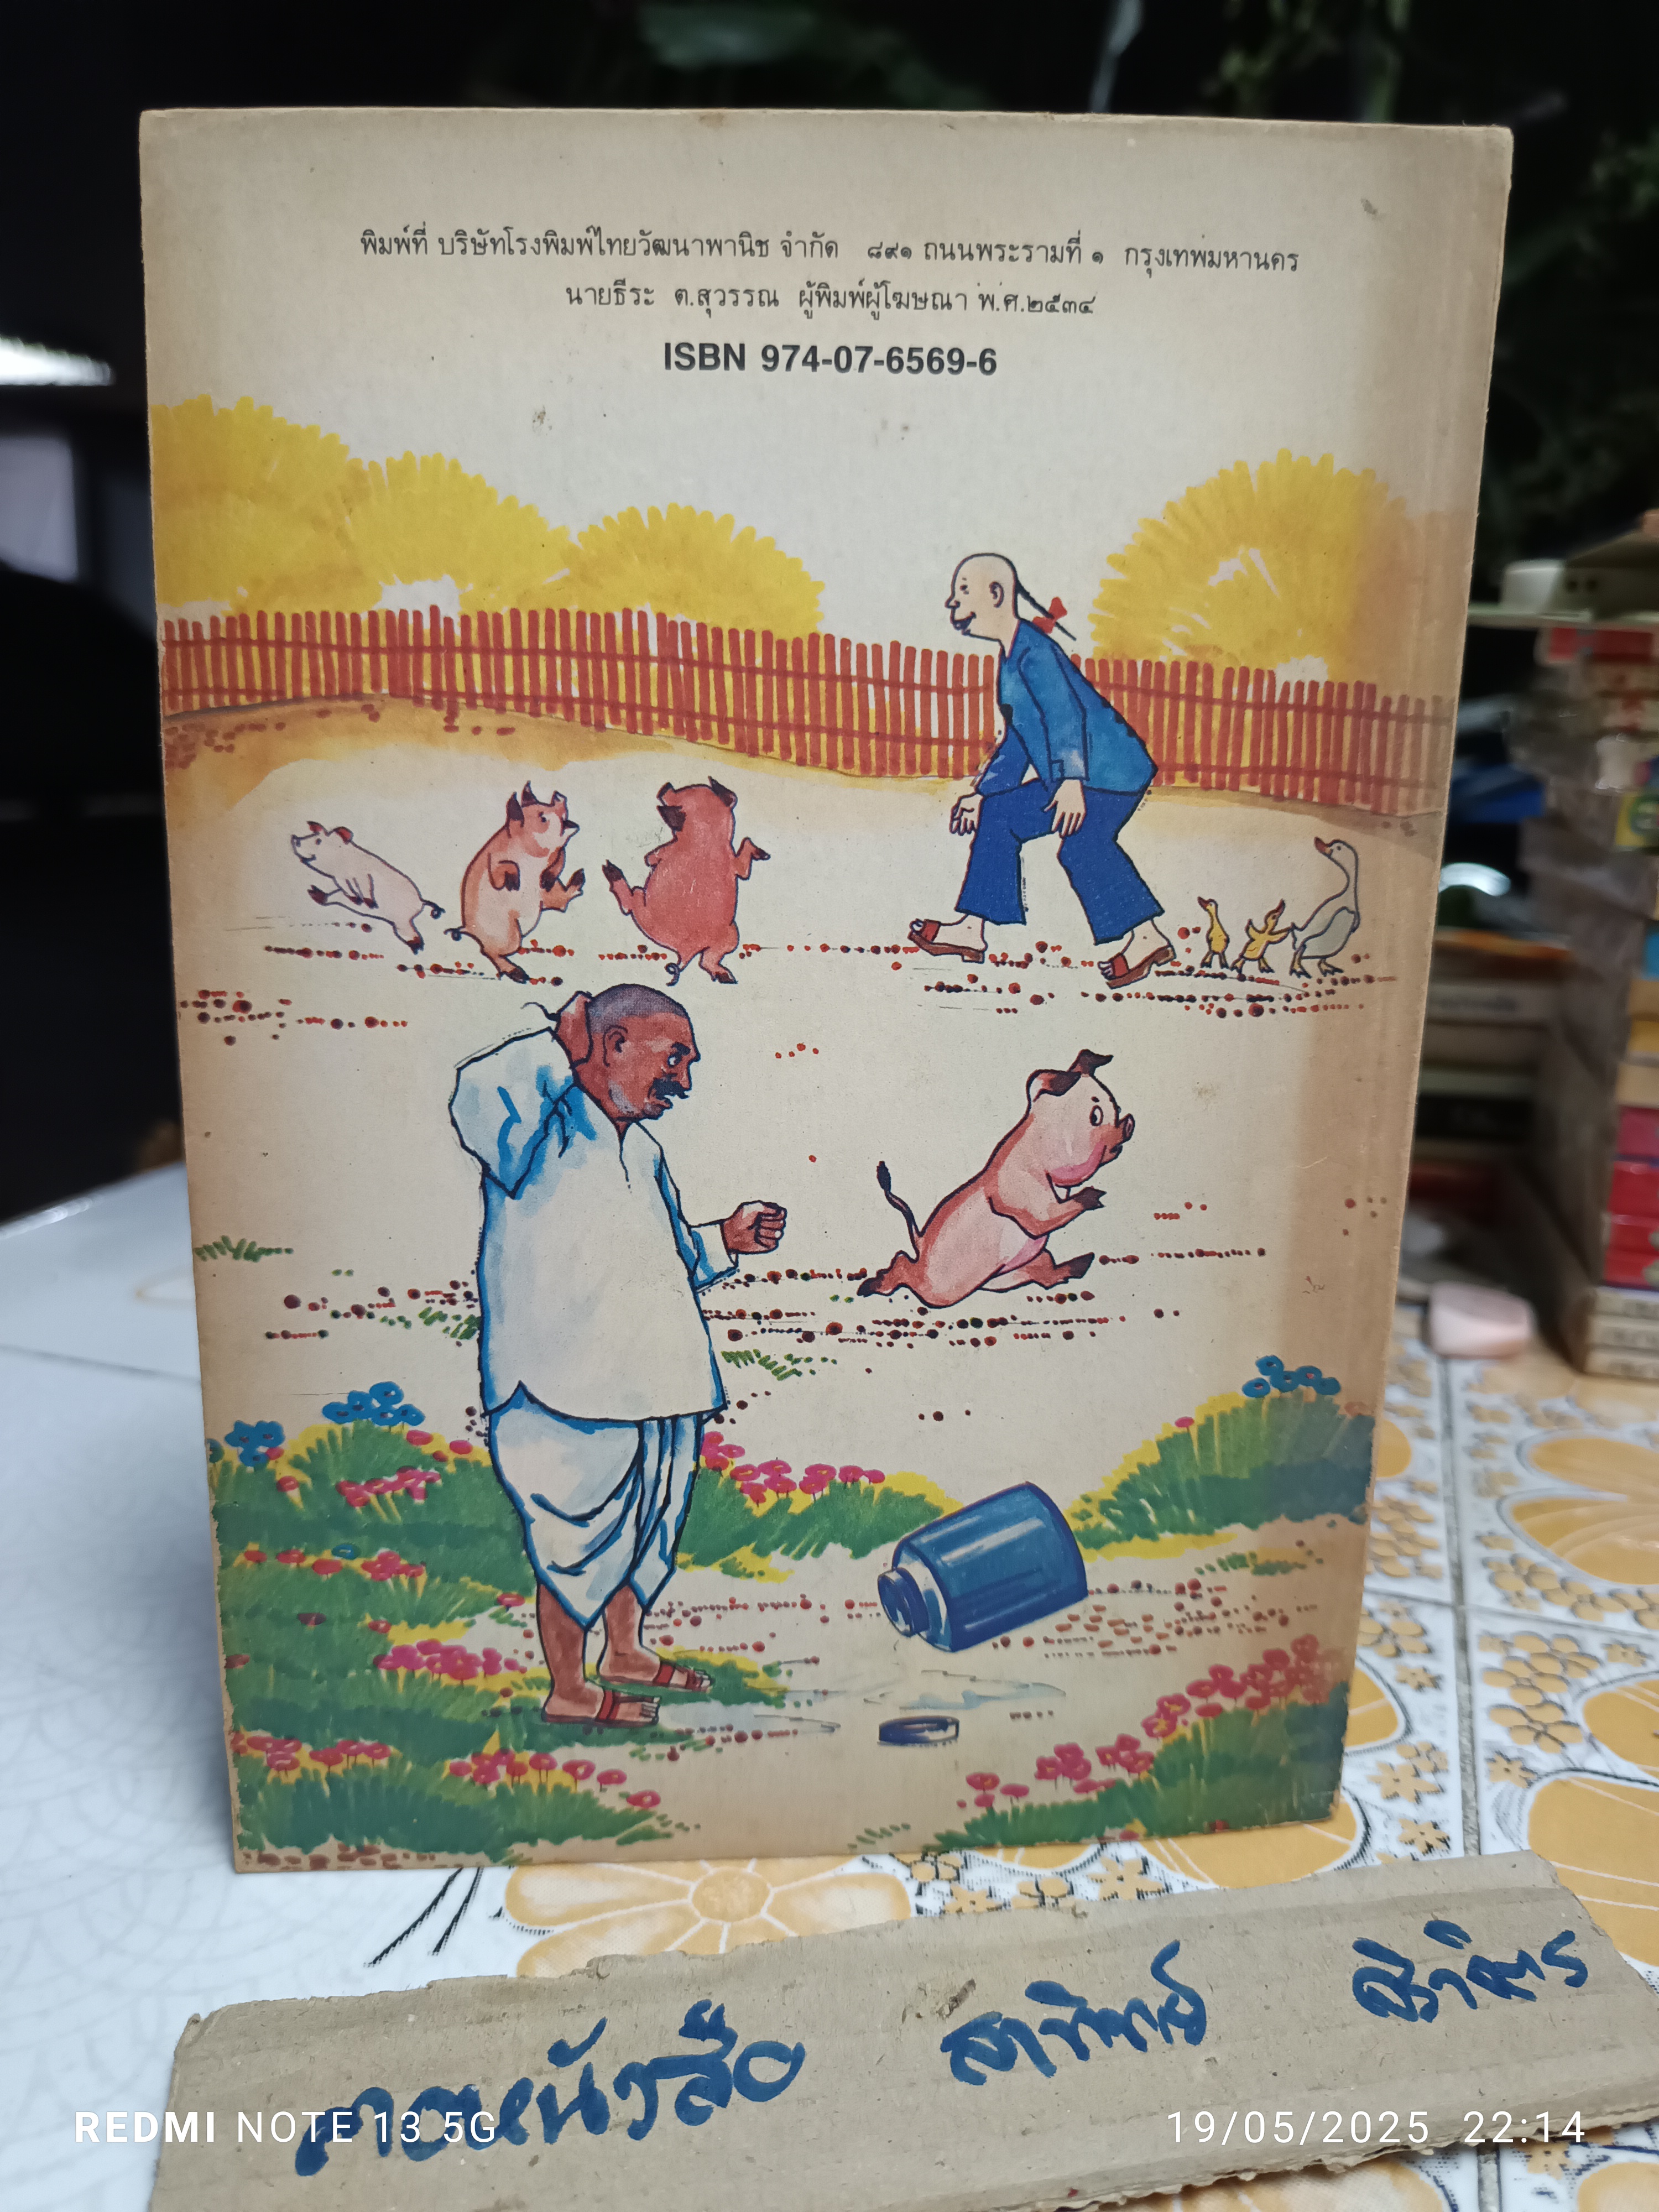 พิมพ์ที่ บริษัทโรงพิมพ์ไทยวัฒนาพานิช จำกัด ๘๙๑ ถนนพระรามที่ ๑ กรุงเทพมหานคร
นายธีระ ต.สุวรรณ ผู้พิมพ์ผู้โฆษณา พ.ศ.๒๕๓๔
ISBN 974-07-6569-6
คอหนังสือ สาทิพย์
REDMI NOTE 13 5G 19/05/2025 22:14